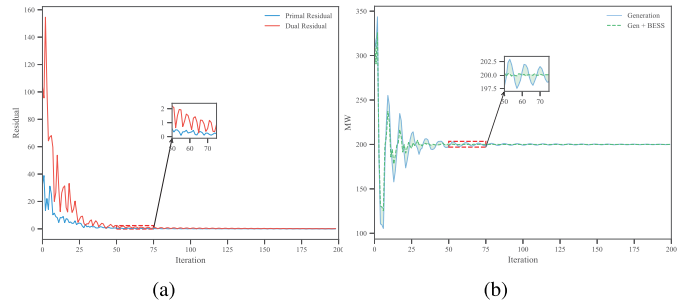 160
140
120
100
80
60
40
20
0
Residual
Primal Residual
Dual Residual
2
1
0
50 60 70
0 25 50 75 100 125 150 175 200
Iteration
(a)
350
300
250
200
150
100
MW
Generation
Gen + BESS
202.5
200.0
197.5
50 60 70
0 25 50 75 100 125 150 175 200
Iteration
(b)